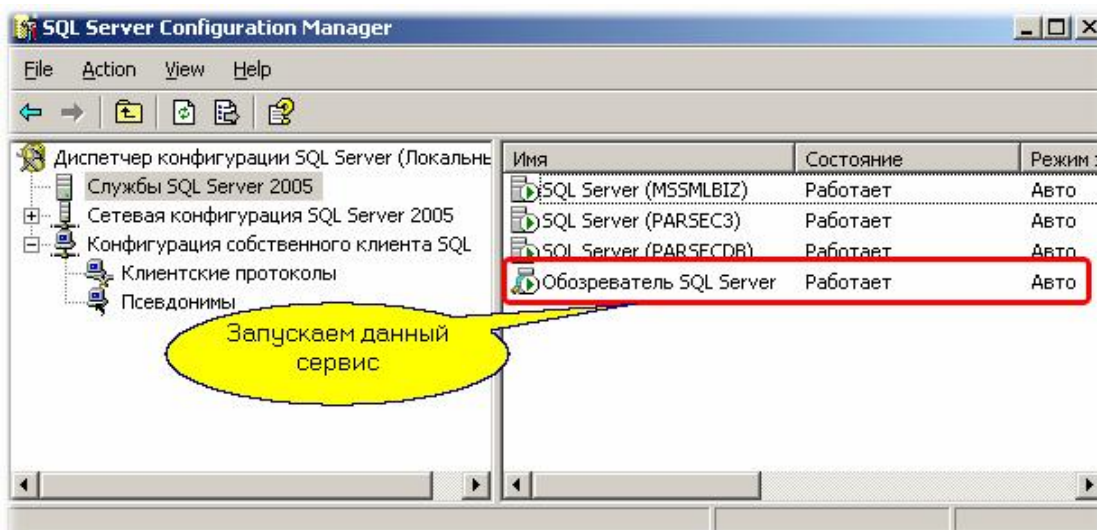 SQL Server Configuration Manager
File Action View Help
Диспетчер конфигурации SQL Server (Локальнь
Службы SQL Server 2005
Сетевая конфигурация SQL Server 2005
Конфигурация собственного клиента SQL
Клиентские протоколы
Псевдонимы
Имя Состояние Режим :
SQL Server (MSSMLBIZ) Работает Авто
SQL Server (PARSEC3) Работает Авто
SQL Server (PARSECDB) Работает Авто
Обозреватель SQL Server Работает Авто
Запускаем данный
сервис